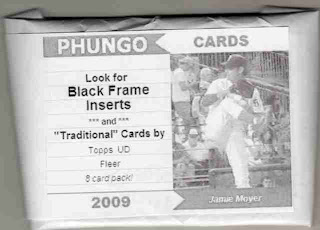 PHUNGO CARDS
Look for
Black Frame
Inserts
*** and ***
"Traditional" Cards by
Topps UD
Fleer
8 card pack!
Jamie Moyer
2009